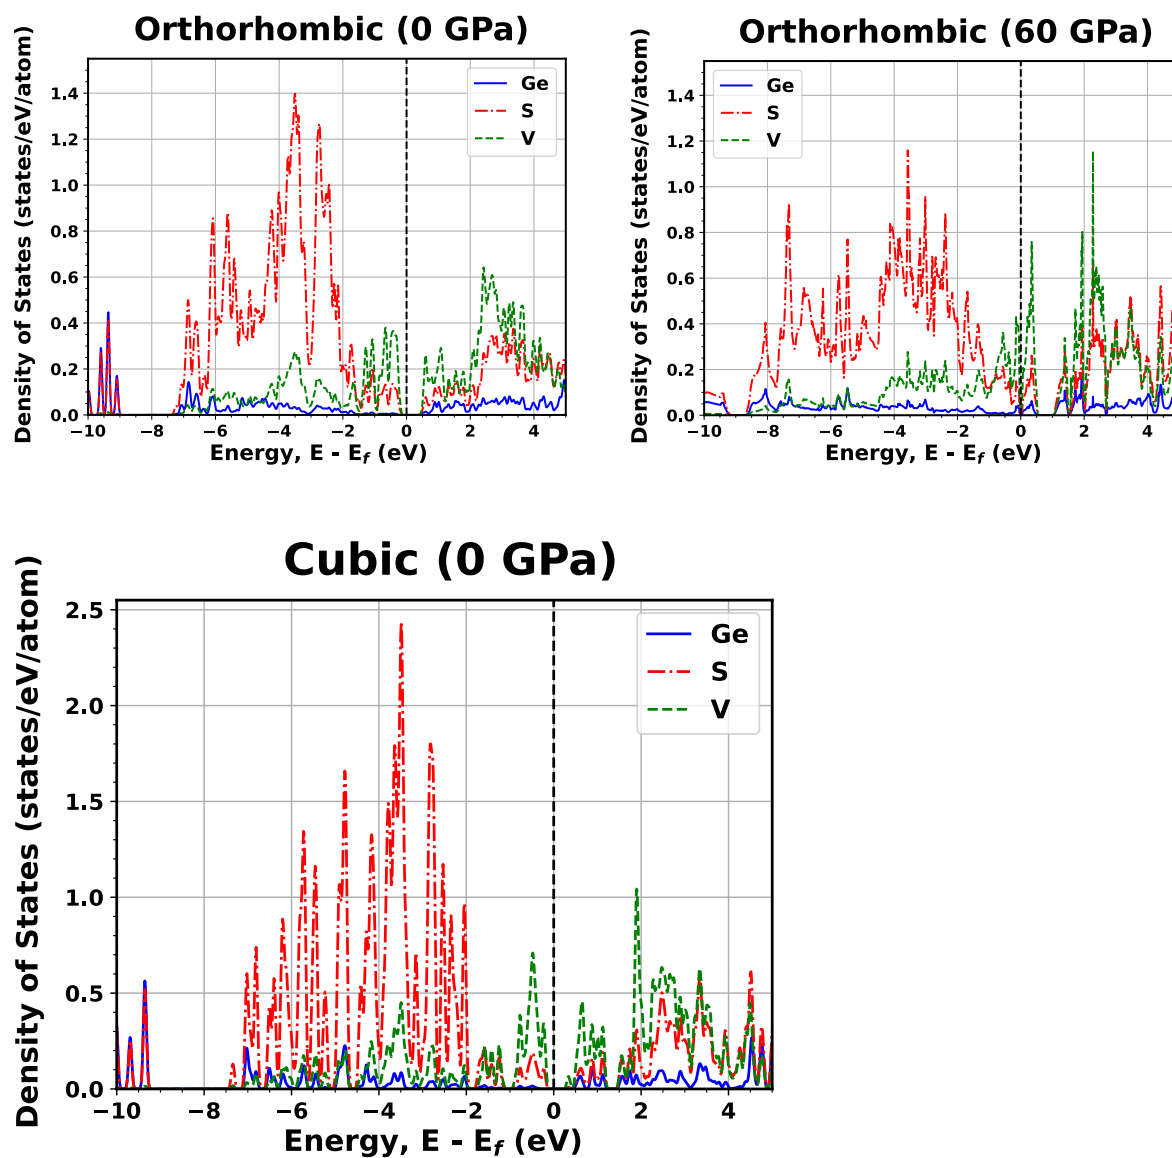 Orthorhombic (0 GPa)
Density of States (states/eV/atom)
1.4
1.2
1.0
0.8
0.6
0.4
0.2
0.0
Ge
S
V
−10 −8 −6 −4 −2 0 2 4
Energy, E - E_f (eV)
Orthorhombic (60 GPa)
Density of States (states/eV/atom)
1.4
1.2
1.0
0.8
0.6
0.4
0.2
0.0
Ge
S
V
−10 −8 −6 −4 −2 0 2 4
Energy, E - E_f (eV)
Cubic (0 GPa)
Density of States (states/eV/atom)
2.5
2.0
1.5
1.0
0.5
0.0
Ge
S
V
−10 −8 −6 −4 −2 0 2 4
Energy, E - E_f (eV)